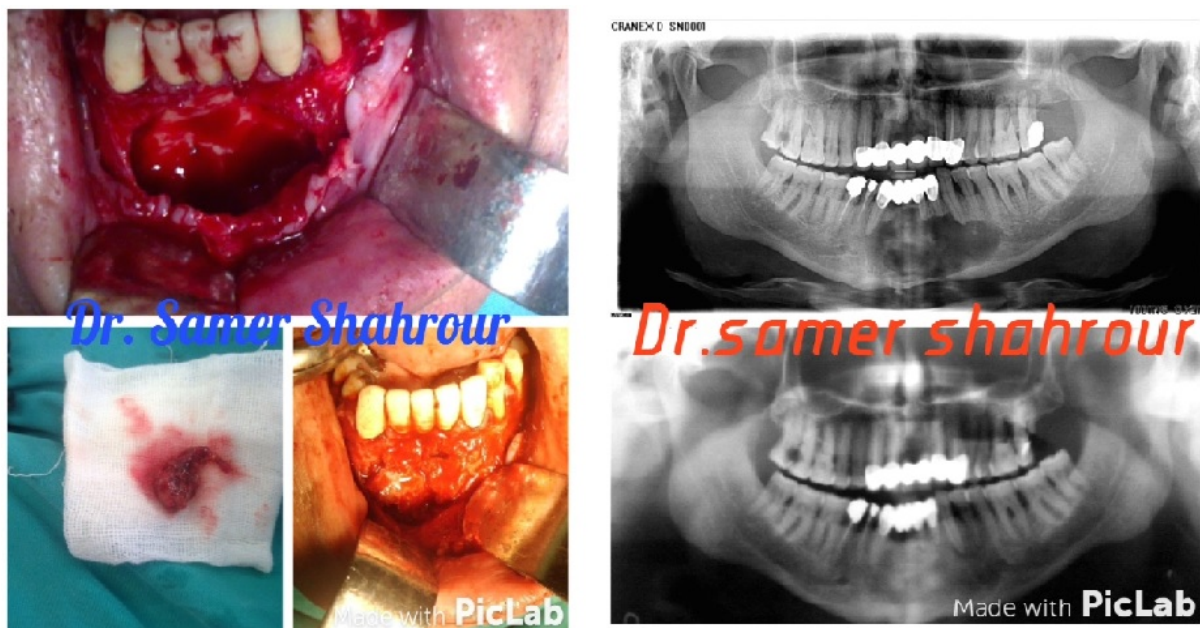 CRANEX D SN0001
Dr. Samer Shahrour
Dr.samer shahrour
Made with PicLab
Made with PicLab